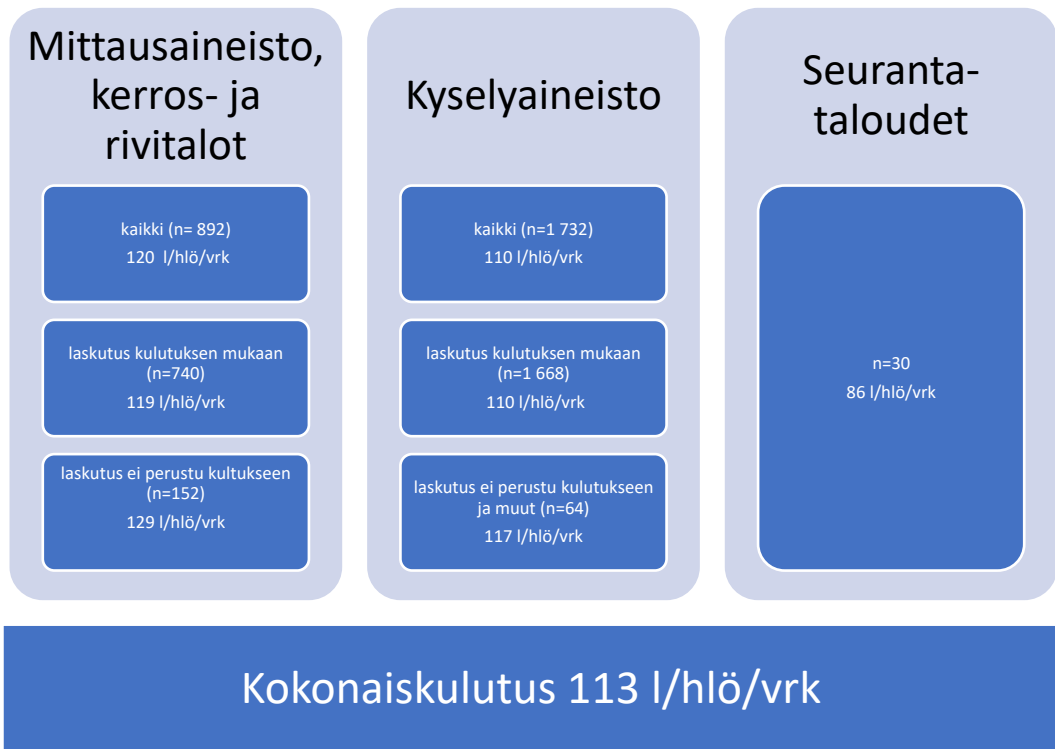 Mittausaineisto,
kerros- ja
rivitalot
kaikki (n= 892)
120 l/hlö/vrk
laskutus kulutuksen mukaan
(n=740)
119 l/hlö/vrk
laskutus ei perustu kultukseen
(n=152)
129 l/hlö/vrk
Kyselyaineisto
kaikki (n=1 732)
110 l/hlö/vrk
laskutus kulutuksen mukaan
(n=1 668)
110 l/hlö/vrk
laskutus ei perustu kulutukseen
ja muut (n=64)
117 l/hlö/vrk
Seuranta-
taloudet
n=30
86 l/hlö/vrk
Kokonaiskulutus 113 l/hlö/vrk